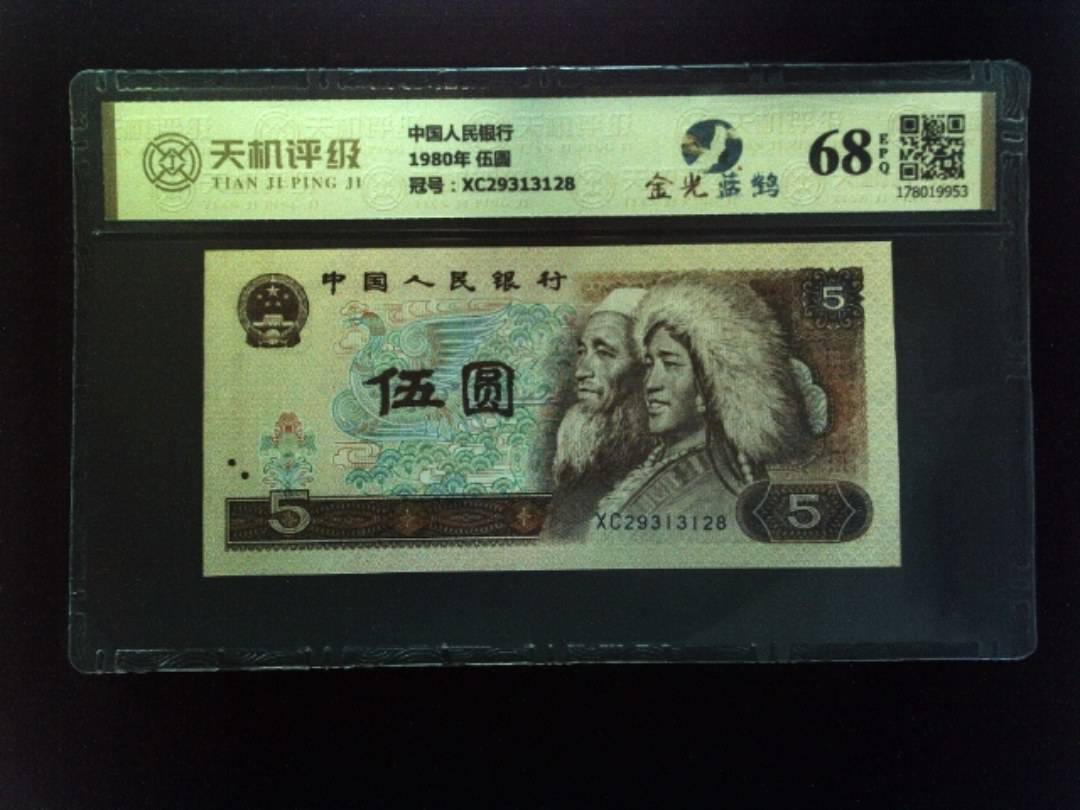 天机评级
TIAN JI PING JI
中国人民银行
1980年 伍圆
冠号：XC29313128
金光蓝鹤
68
EPQ
178019953
中国人民银行
5
伍圆
5
XC29313128
5